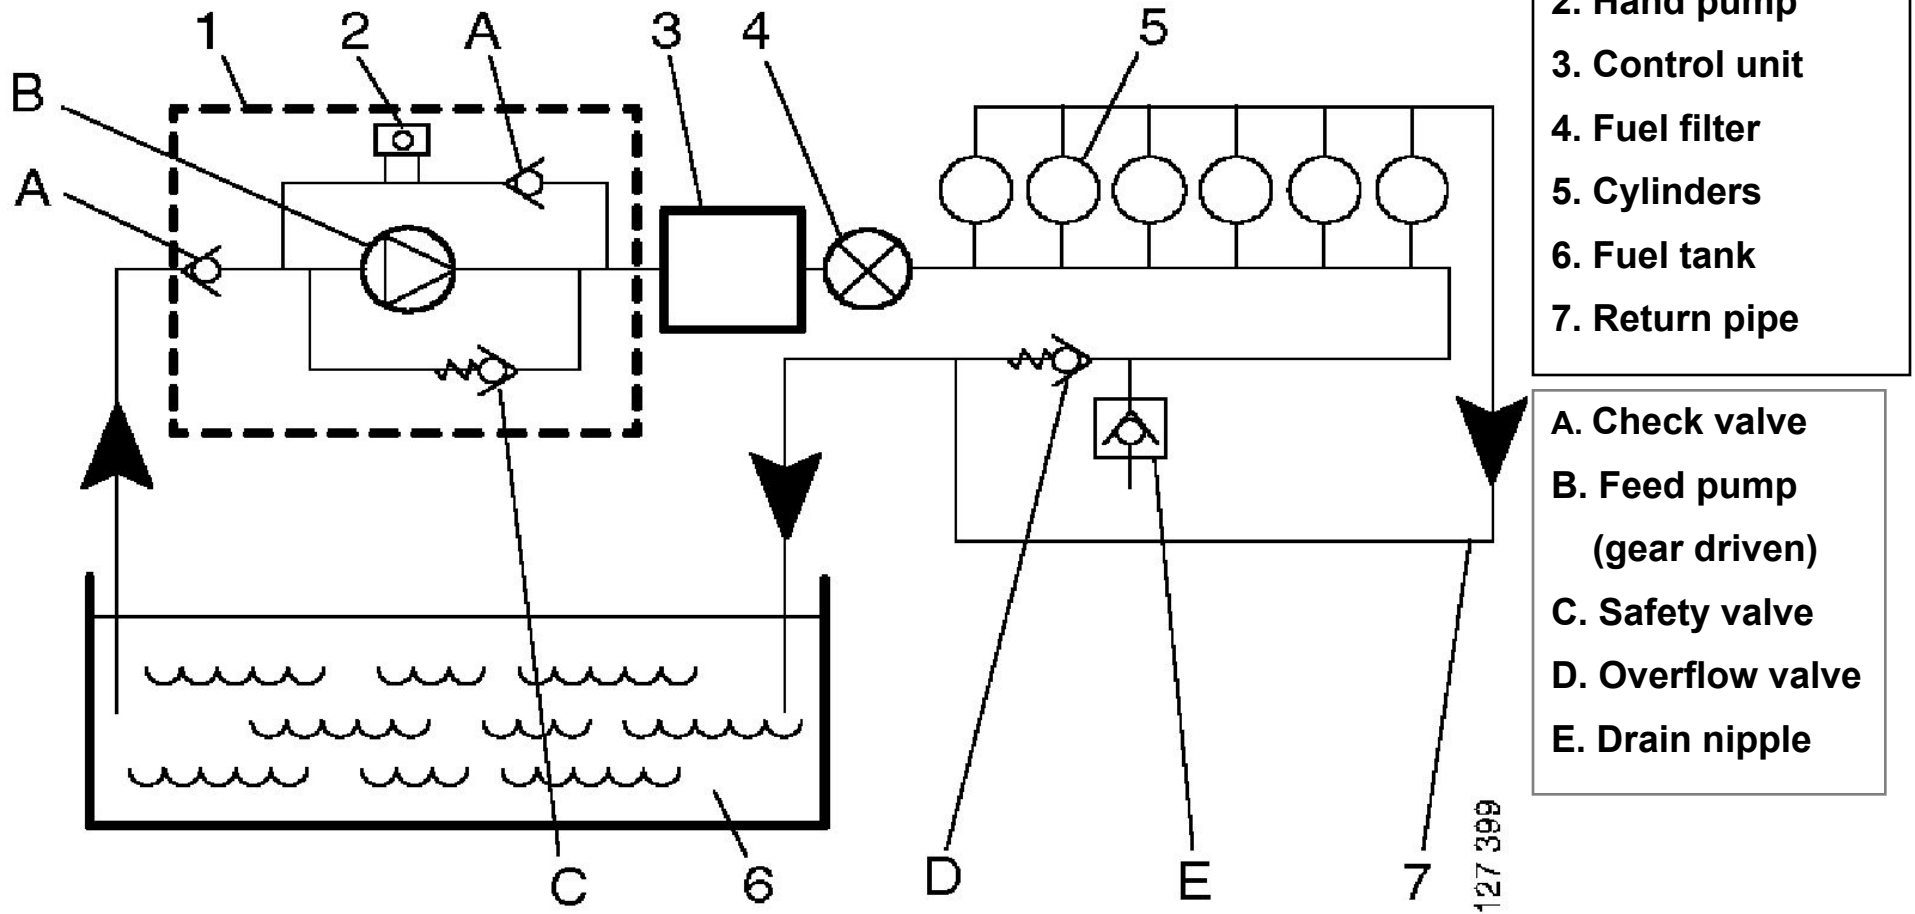 1
2
A
3
4
5
B
A
C
6
D
E
7
127 399
2. Hand pump
3. Control unit
4. Fuel filter
5. Cylinders
6. Fuel tank
7. Return pipe
A. Check valve
B. Feed pump
(gear driven)
C. Safety valve
D. Overflow valve
E. Drain nipple